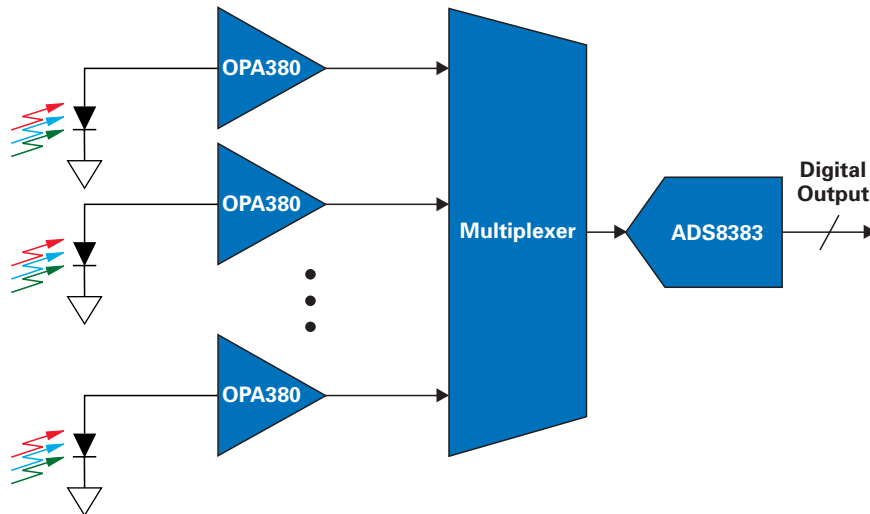 OPA380
OPA380
OPA380
Multiplexer
ADS8383
Digital
Output